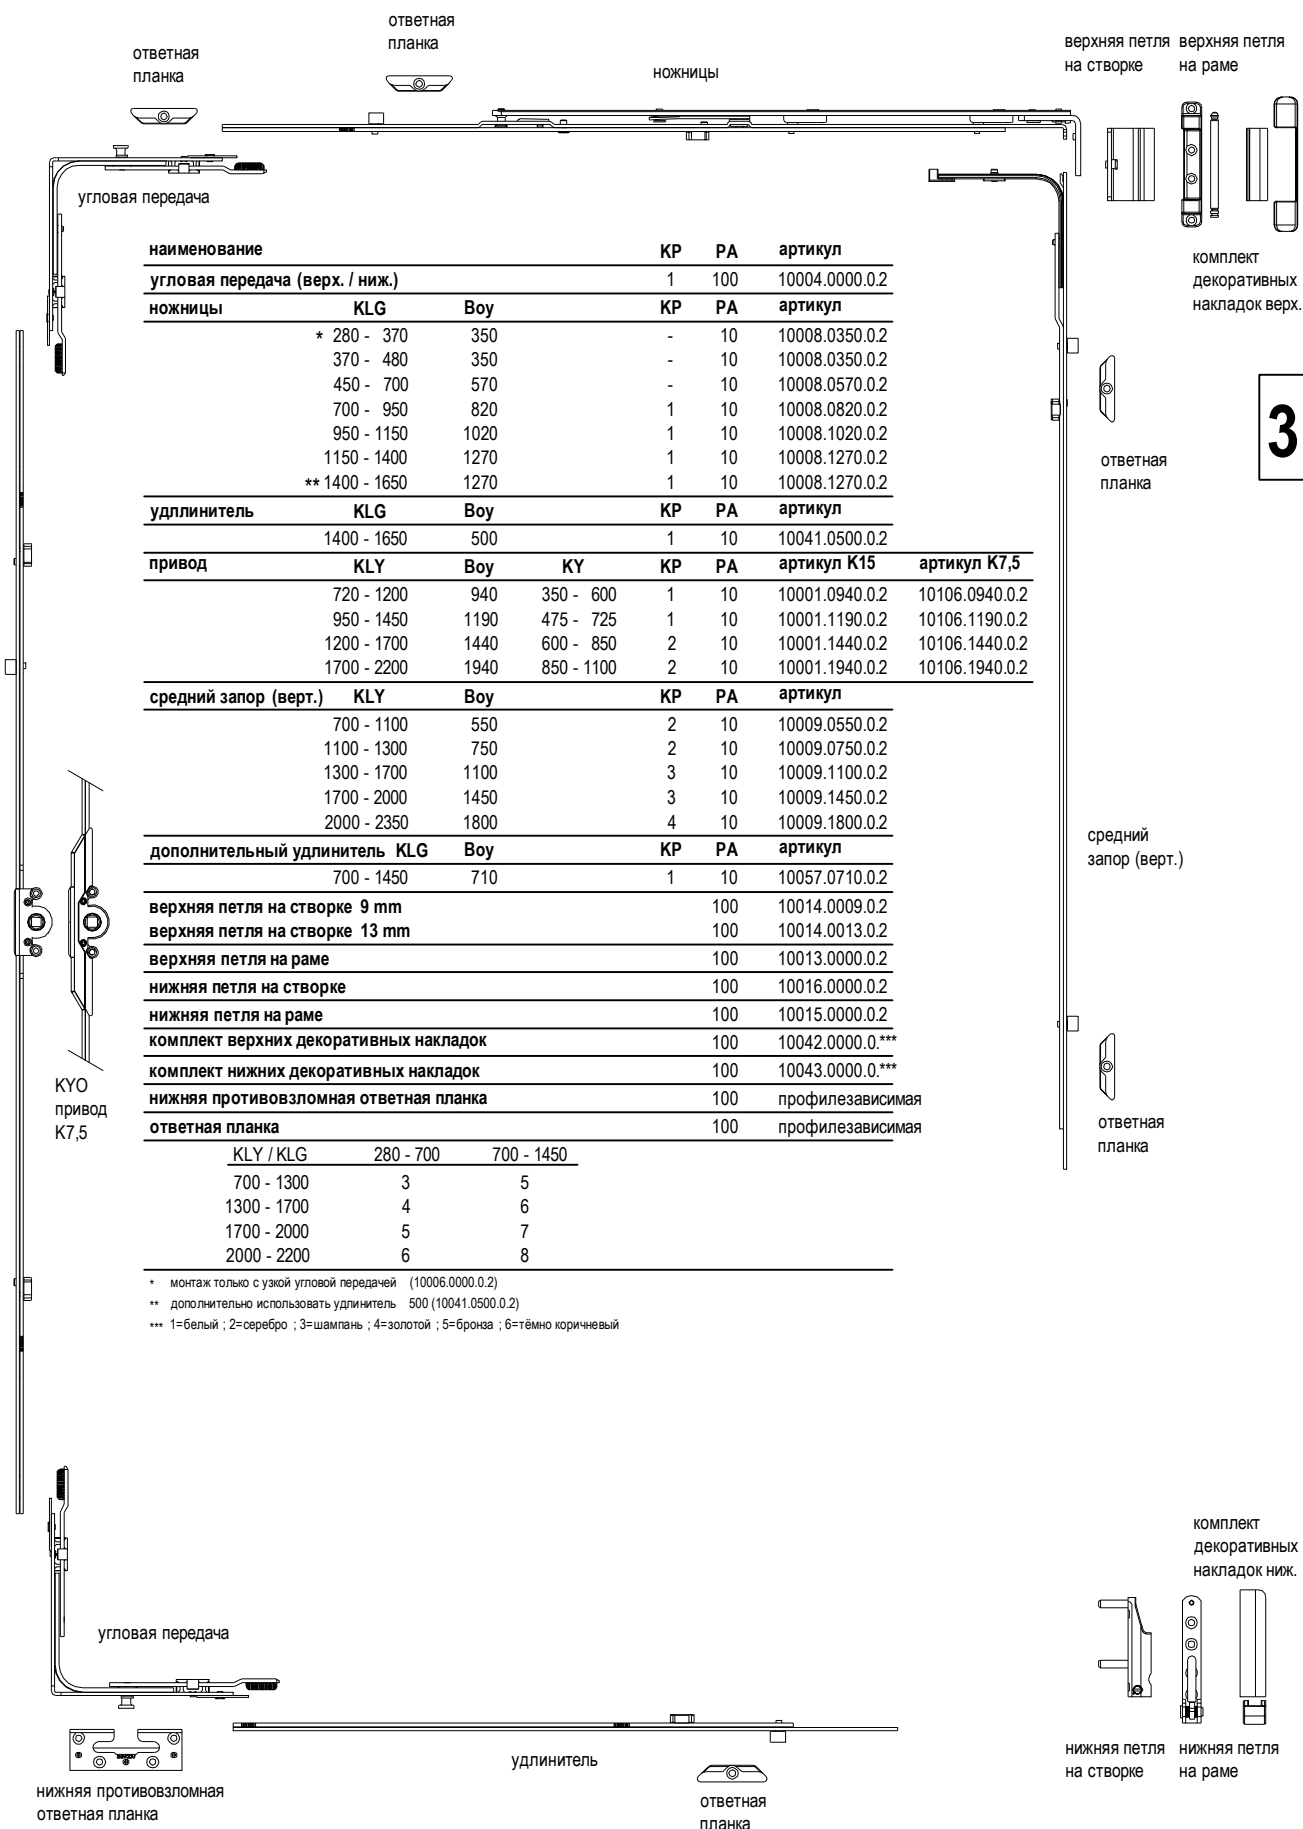 ответная
планка
ответная
планка
ножницы
верхняя петля
на створке
верхняя петля
на раме
угловая передача
комплект
декоративных
накладок верх.
3
ответная
планка
наименование KP PA артикул
угловая передача (верх. / ниж.) 1 100 10004.0000.0.2
ножницы KLG Boy KP PA артикул
* 280 - 370 350 - 10 10008.0350.0.2
370 - 480 350 - 10 10008.0350.0.2
450 - 700 570 - 10 10008.0570.0.2
700 - 950 820 1 10 10008.0820.0.2
950 - 1150 1020 1 10 10008.1020.0.2
1150 - 1400 1270 1 10 10008.1270.0.2
** 1400 - 1650 1270 1 10 10008.1270.0.2
удллинитель KLG Boy KP PA артикул
1400 - 1650 500 1 10 10041.0500.0.2
привод KLY Boy KY KP PA артикул K15 артикул K7,5
720 - 1200 940 350 - 600 1 10 10001.0940.0.2 10106.0940.0.2
950 - 1450 1190 475 - 725 1 10 10001.1190.0.2 10106.1190.0.2
1200 - 1700 1440 600 - 850 2 10 10001.1440.0.2 10106.1440.0.2
1700 - 2200 1940 850 - 1100 2 10 10001.1940.0.2 10106.1940.0.2
средний запор (верт.) KLY Boy KP PA артикул
700 - 1100 550 2 10 10009.0550.0.2
1100 - 1300 750 2 10 10009.0750.0.2
1300 - 1700 1100 3 10 10009.1100.0.2
1700 - 2000 1450 3 10 10009.1450.0.2
2000 - 2350 1800 4 10 10009.1800.0.2
дополнительный удлинитель KLG Boy KP PA артикул
700 - 1450 710 1 10 10057.0710.0.2
верхняя петля на створке 9 mm 100 10014.0009.0.2
верхняя петля на створке 13 mm 100 10014.0013.0.2
верхняя петля на раме 100 10013.0000.0.2
нижняя петля на створке 100 10016.0000.0.2
нижняя петля на раме 100 10015.0000.0.2
комплект верхних декоративных накладок 100 10042.0000.0.***
комплект нижних декоративных накладок 100 10043.0000.0.***
нижняя противовзломная ответная планка 100 профилезависимая
ответная планка 100 профилезависимая
KLY / KLG 280 - 700 700 - 1450
700 - 1300 3 5
1300 - 1700 4 6
1700 - 2000 5 7
2000 - 2200 6 8
* монтаж только с узкой угловой передачей (10006.0000.0.2)
** дополнительно использовать удлинитель 500 (10041.0500.0.2)
*** 1=белый ; 2=серебро ; 3=шампань ; 4=золотой ; 5=бронза ; 6=тёмно коричневый
средний
запор (верт.)
KYO
привод
K7,5
ответная
планка
комплект
декоративных
накладок ниж.
угловая передача
нижняя противовзломная
ответная планка
удлинитель
ответная
планка
нижняя петля
на створке
нижняя петля
на раме